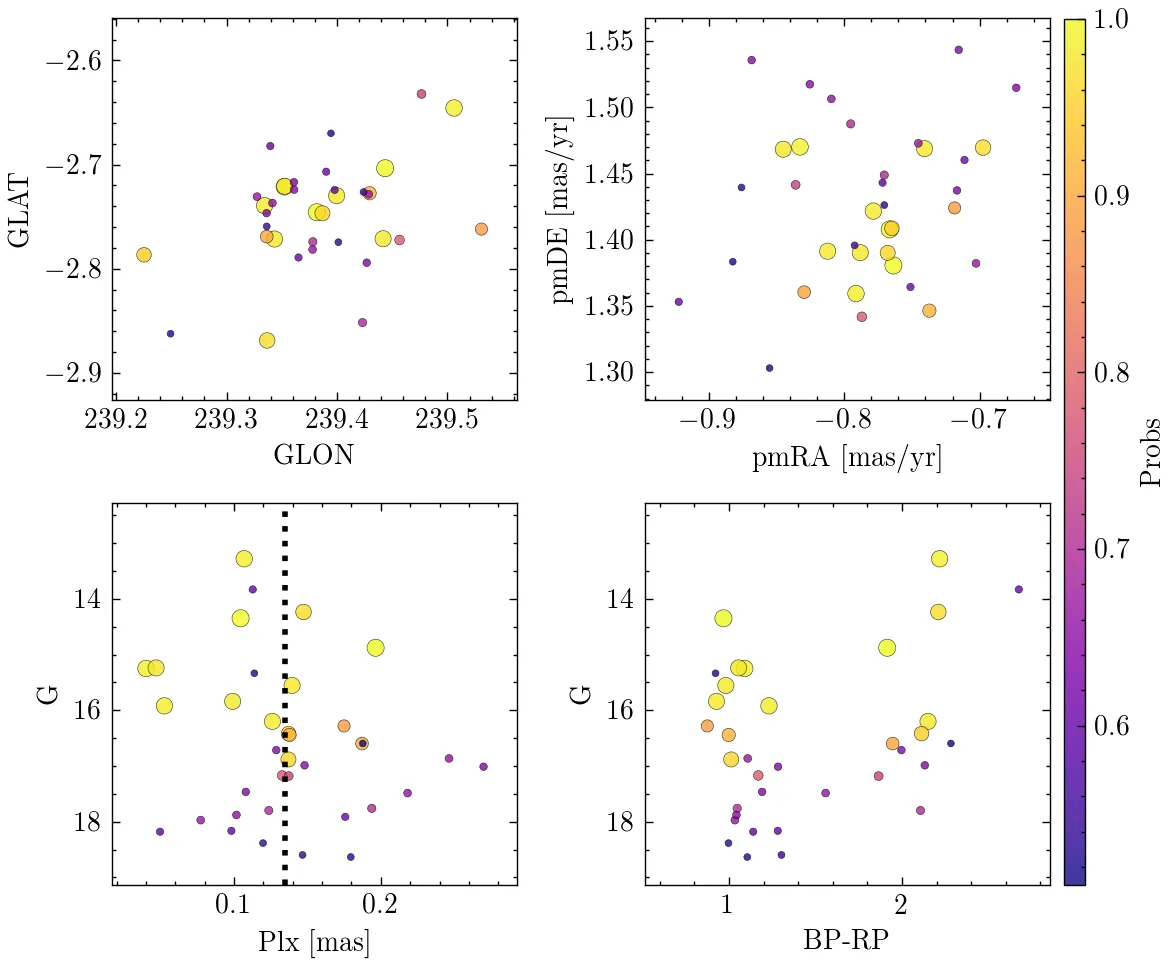 −2.6
−2.7
−2.8
−2.9
GLAT
239.2 239.3 239.4 239.5
GLON
1.55
1.50
1.45
1.40
1.35
1.30
pmDE [mas/yr]
−0.9 −0.8 −0.7
pmRA [mas/yr]
14
16
18
G
0.1 0.2
Plx [mas]
14
16
18
G
1 2
BP-RP
1.0
0.9
0.8
0.7
0.6
Probs